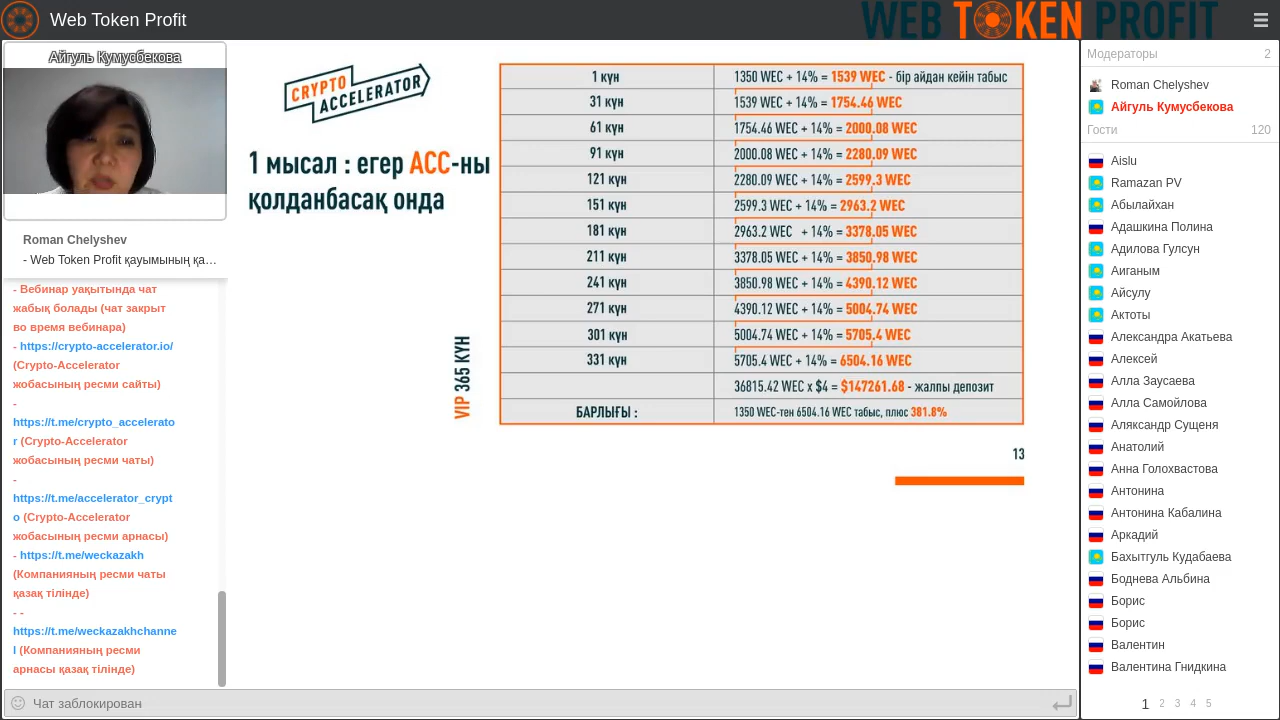 Web Token Profit
WEB TOKEN PROFIT
Айгуль Кумусбекова
Roman Chelyshev
- Web Token Profit қауымының қа…
- Вебинар уақытында чат
жабық болады (чат закрыт
во время вебинара)
- https://crypto-accelerator.io/
(Crypto-Accelerator
жобасының ресми сайты)
-
https://t.me/crypto_accelerato
r (Crypto-Accelerator
жобасының ресми чаты)
-
https://t.me/accelerator_crypt
o (Crypto-Accelerator
жобасының ресми арнасы)
- https://t.me/weckazakh
(Компанияның ресми чаты
қазақ тілінде)
- -
https://t.me/weckazakhchanne
l (Компанияның ресми
арнасы қазақ тілінде)
Чат заблокирован
CRYPTO
ACCELERATOR
1 мысал : егер ACC-ны
қолданбасақ онда
VIP 365 КҮН
1 күн 1350 WEC + 14% = 1539 WEC - бір айдан кейін табыс
31 күн 1539 WEC + 14% = 1754.46 WEC
61 күн 1754.46 WEC + 14% = 2000.08 WEC
91 күн 2000.08 WEC + 14% = 2280.09 WEC
121 күн 2280.09 WEC + 14% = 2599.3 WEC
151 күн 2599.3 WEC + 14% = 2963.2 WEC
181 күн 2963.2 WEC + 14% = 3378.05 WEC
211 күн 3378.05 WEC + 14% = 3850.98 WEC
241 күн 3850.98 WEC + 14% = 4390.12 WEC
271 күн 4390.12 WEC + 14% = 5004.74 WEC
301 күн 5004.74 WEC + 14% = 5705.4 WEC
331 күн 5705.4 WEC + 14% = 6504.16 WEC
36815.42 WEC x $4 = $147261.68 - жалпы депозит
БАРЛЫҒЫ : 1350 WEC-тен 6504.16 WEC табыс, плюс 381.8%
13
Модераторы 2
Roman Chelyshev
Айгуль Кумусбекова
Гости 120
Aislu
Ramazan PV
Абылайхан
Адашкина Полина
Адилова Гулсун
Аиганым
Айсулу
Актоты
Александра Акатьева
Алексей
Алла Заусаева
Алла Самойлова
Аляксандр Сущеня
Анатолий
Анна Голохвастова
Антонина
Антонина Кабалина
Аркадий
Бахытгуль Кудабаева
Боднева Альбина
Борис
Борис
Валентин
Валентина Гнидкина
1 2 3 4 5